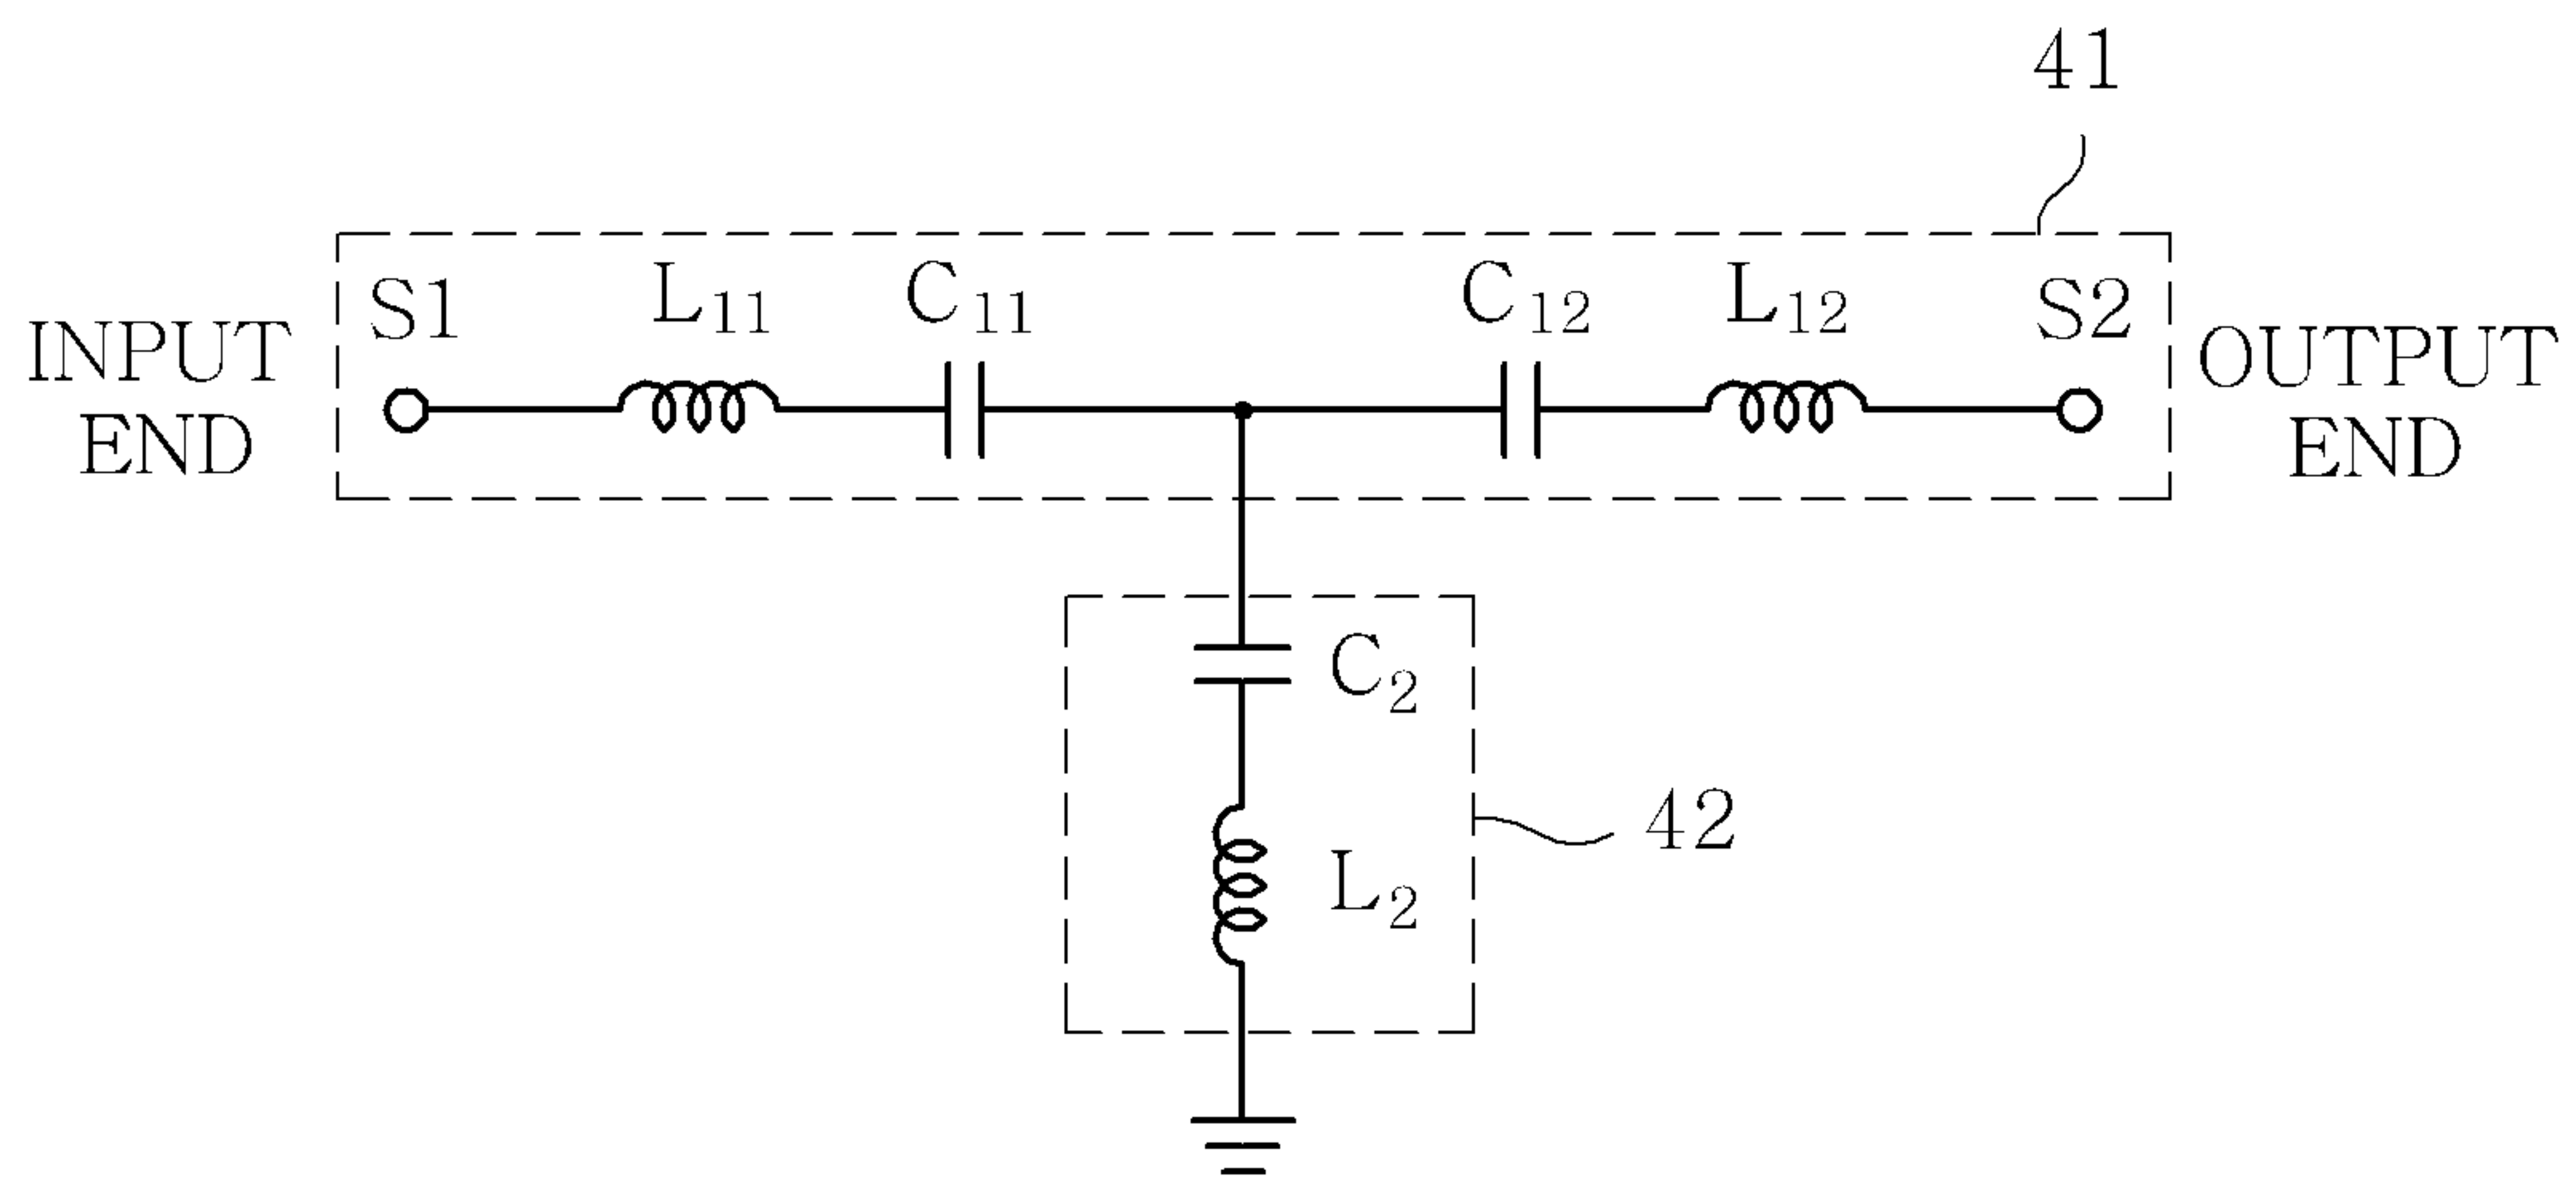 41
S1
L11
C11
C12
L12
S2
INPUT
END
OUTPUT
END
C2
L2
42